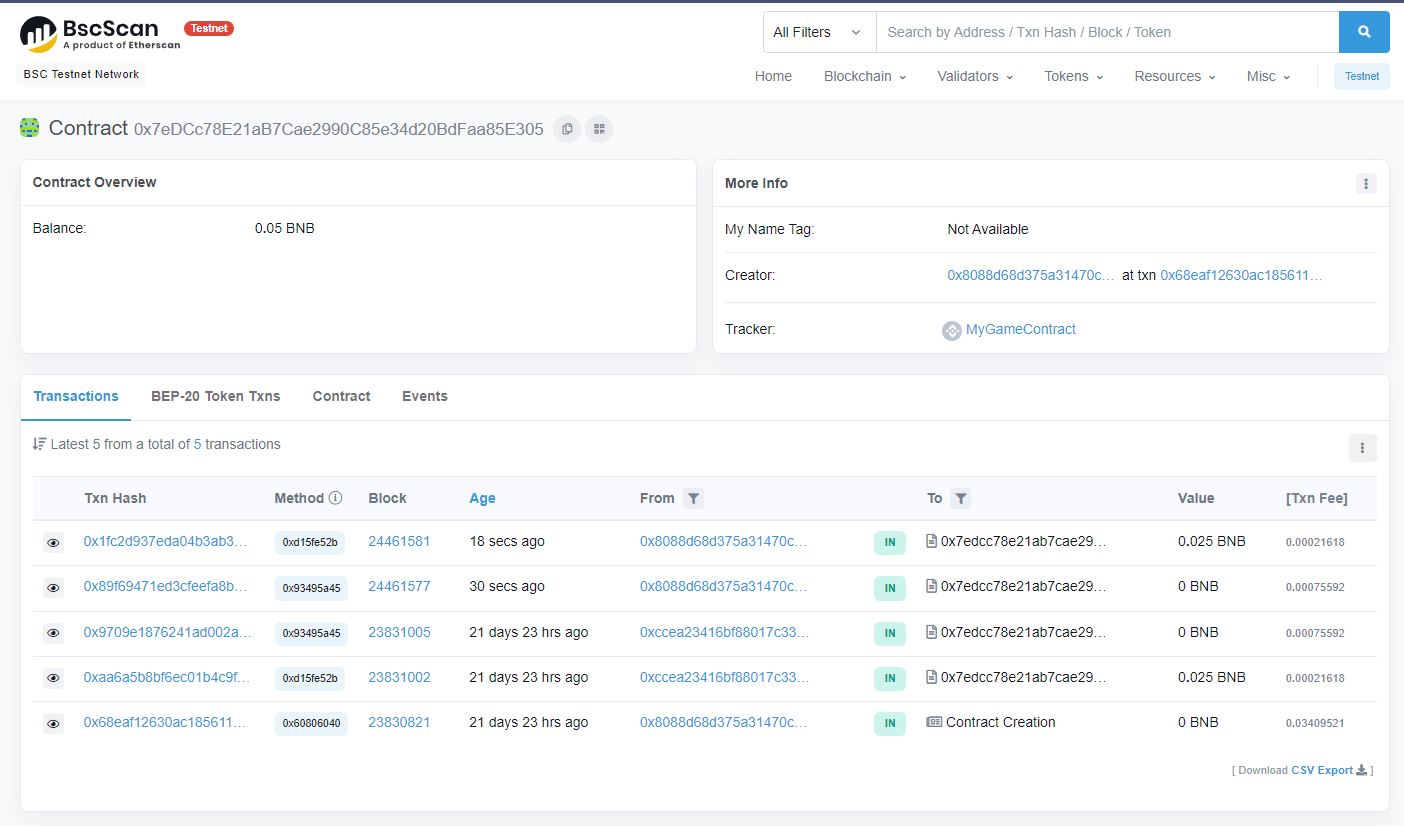 BscScan Testnet
A product of Etherscan
All Filters Search by Address / Txn Hash / Block / Token
BSC Testnet Network
Home Blockchain Validators Tokens Resources Misc Testnet
Contract 0x7eDCc78E21aB7Cae2990C85e34d20BdFaa85E305
Contract Overview
Balance: 0.05 BNB
More Info
My Name Tag: Not Available
Creator: 0x8088d68d375a31470c... at txn 0x68eaf12630ac185611...
Tracker: MyGameContract
Transactions BEP-20 Token Txns Contract Events
Latest 5 from a total of 5 transactions
Txn Hash Method Block Age From To Value [Txn Fee]
0x1fc2d937eda04b3ab3... 0xd15fe52b 24461581 18 secs ago 0x8088d68d375a31470c... IN 0x7edcc78e21ab7cae29... 0.025 BNB 0.00021618
0x89f69471ed3cfeefa8b... 0x93495a45 24461577 30 secs ago 0x8088d68d375a31470c... IN 0x7edcc78e21ab7cae29... 0 BNB 0.00075592
0x9709e1876241ad002a... 0x93495a45 23831005 21 days 23 hrs ago 0xccea23416bf88017c33... IN 0x7edcc78e21ab7cae29... 0 BNB 0.00075592
0xaa6a5b8bf6ec01b4c9f... 0xd15fe52b 23831002 21 days 23 hrs ago 0xccea23416bf88017c33... IN 0x7edcc78e21ab7cae29... 0.025 BNB 0.00021618
0x68eaf12630ac185611... 0x60806040 23830821 21 days 23 hrs ago 0x8088d68d375a31470c... IN Contract Creation 0 BNB 0.03409521
[ Download CSV Export ]